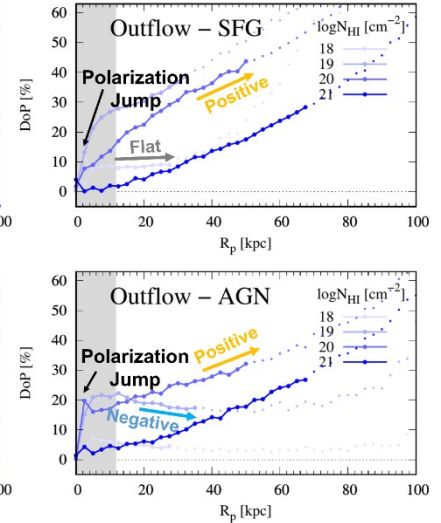 Outflow – SFG
logN_HI [cm^-2]
18
19
20
21
Polarization
Jump
Positive
Flat
DoP [%]
60
50
40
30
20
10
0
0 20 40 60 80 100
R_p [kpc]
00
Outflow – AGN
logN_HI [cm^-2]
18
19
20
21
Polarization
Jump
Positive
Negative
DoP [%]
60
50
40
30
20
10
0
0 20 40 60 80 100
R_p [kpc]
00